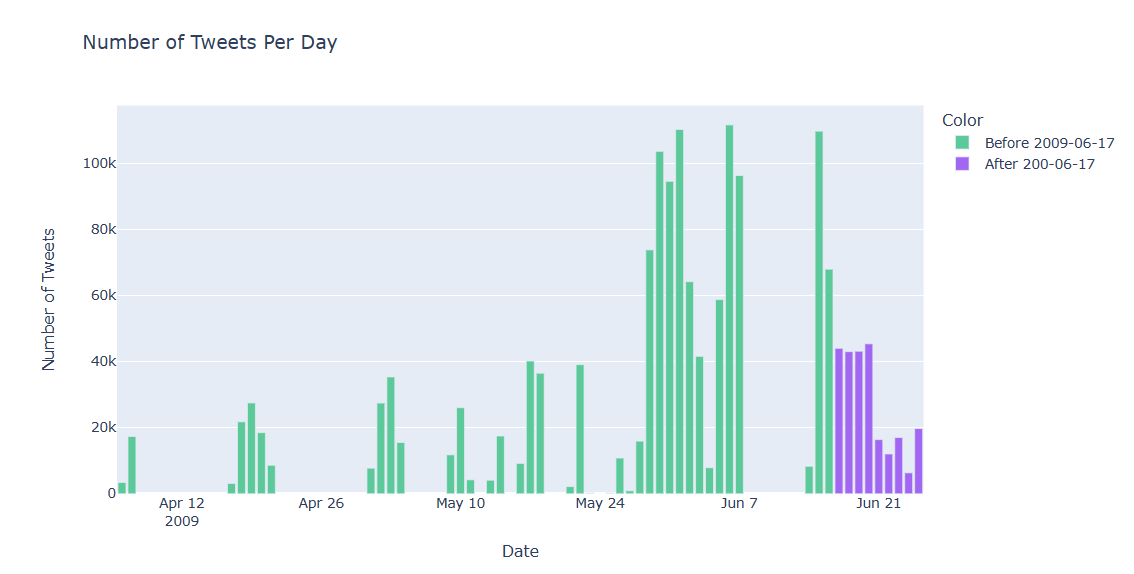 Number of Tweets Per Day
Color
Before 2009-06-17
After 200-06-17
Number of Tweets
100k
80k
60k
40k
20k
0
Apr 12
2009
Apr 26
May 10
May 24
Jun 7
Jun 21
Date